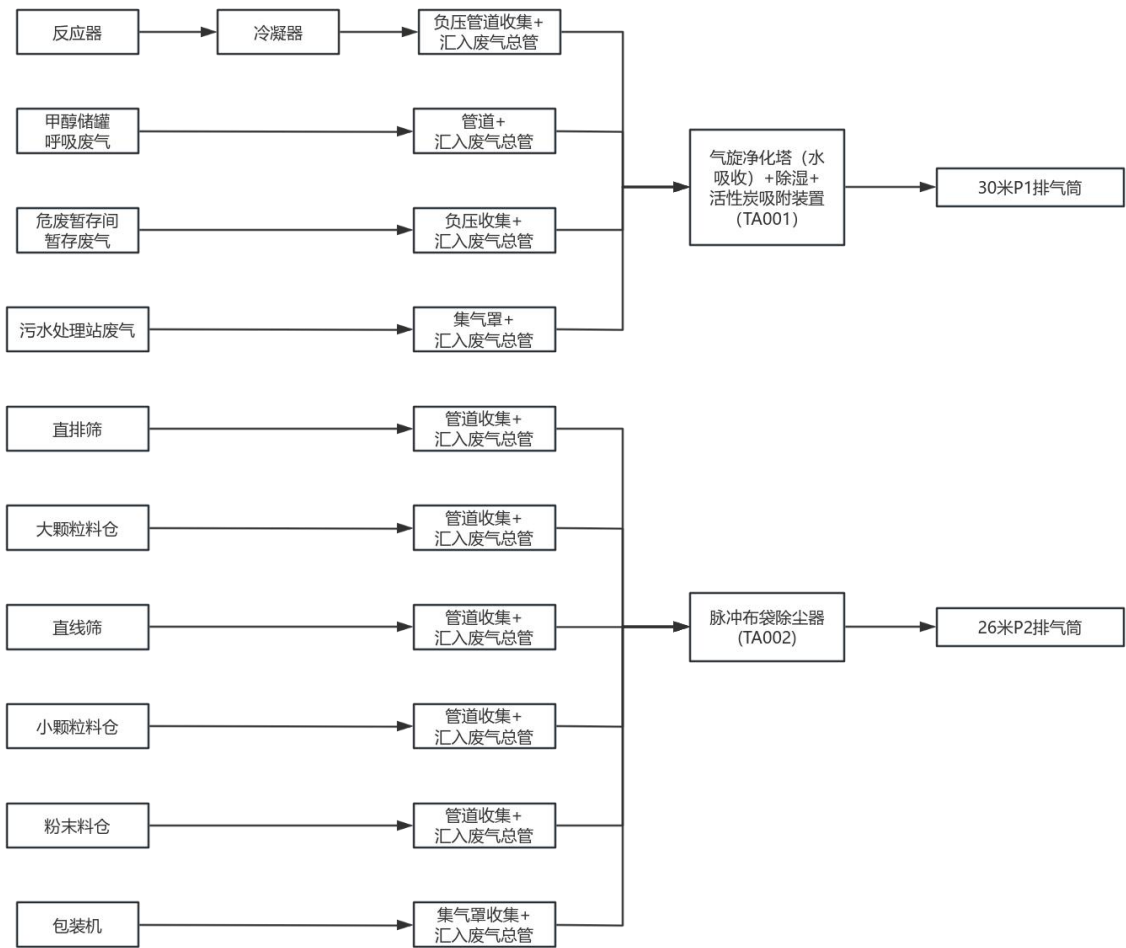 反应器
冷凝器
负压管道收集+
汇入废气总管
甲醇储罐
呼吸废气
管道+
汇入废气总管
气旋净化塔（水
吸收）+除湿+
活性炭吸附装置
（TA001）
30米P1排气筒
危废暂存间
暂存废气
负压收集+
汇入废气总管
污水处理站废气
集气罩+
汇入废气总管
直排筛
管道收集+
汇入废气总管
大颗粒料仓
管道收集+
汇入废气总管
直线筛
管道收集+
汇入废气总管
脉冲布袋除尘器
(TA002)
26米P2排气筒
小颗粒料仓
管道收集+
汇入废气总管
粉末料仓
管道收集+
汇入废气总管
包装机
集气罩收集+
汇入废气总管